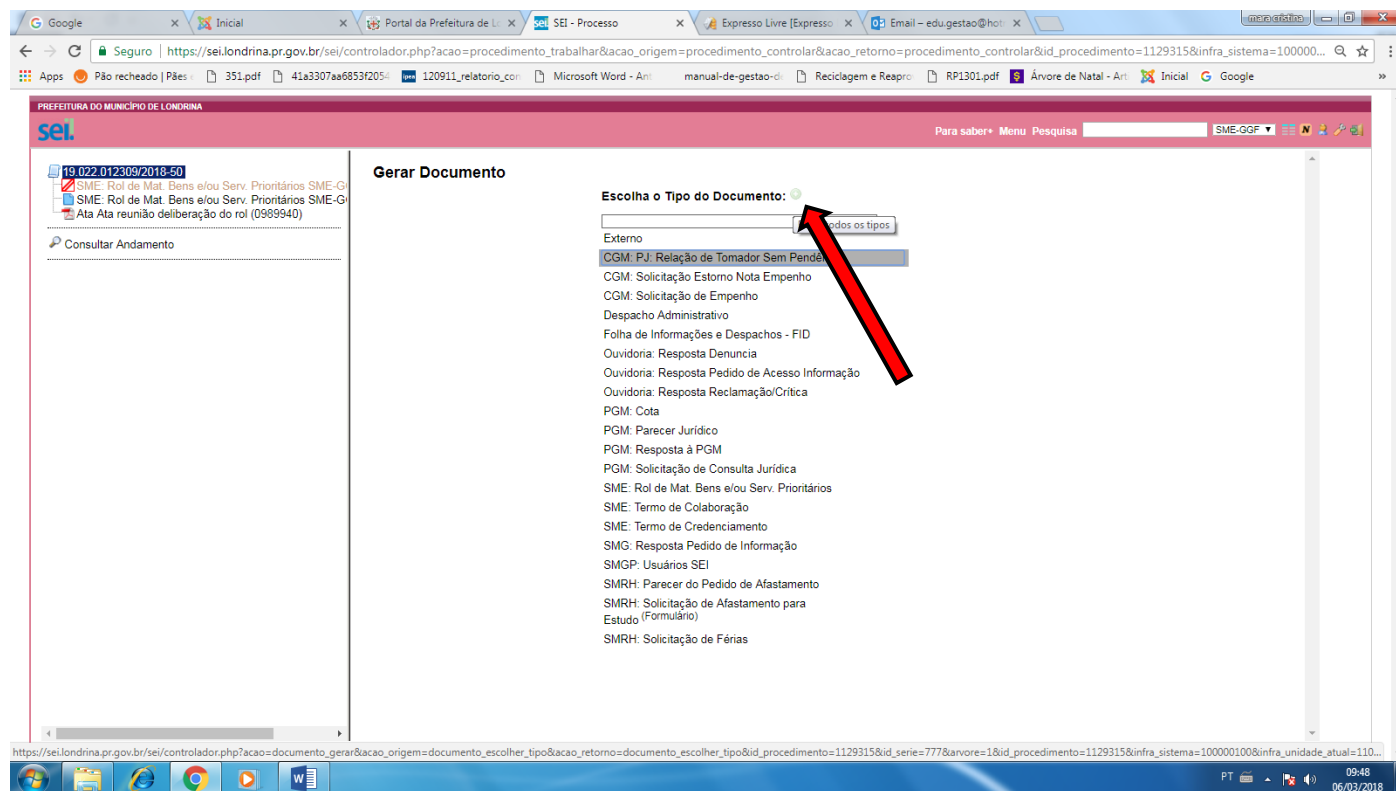 Google
Inicial
Portal da Prefeitura de Lo
sei SEI - Processo
Expresso Livre [Expresso
Email – edu.gestao@hot
mara cristina
Seguro | https://sei.londrina.pr.gov.br/sei/controlador.php?acao=procedimento_trabalhar&acao_origem=procedimento_controlar&acao_retorno=procedimento_controlar&id_procedimento=1129315&infra_sistema=100000...
Apps Pão recheado | Pães 351.pdf 41a3307aa6853f2054 120911_relatorio_con Microsoft Word - Ant manual-de-gestao-d Reciclagem e Reapro RP1301.pdf Árvore de Natal - Art Inicial Google »
PREFEITURA DO MUNICÍPIO DE LONDRINA
sei.
Para saber+ Menu Pesquisa SME-GGF
19.022.012309/2018-50
SME: Rol de Mat. Bens e/ou Serv. Prioritários SME-G
SME: Rol de Mat. Bens e/ou Serv. Prioritários SME-G
Ata Ata reunião deliberação do rol (0989940)
Consultar Andamento
Gerar Documento
Escolha o Tipo do Documento:
odos os tipos
Externo
CGM: PJ: Relação de Tomador Sem Pendên
CGM: Solicitação Estorno Nota Empenho
CGM: Solicitação de Empenho
Despacho Administrativo
Folha de Informações e Despachos - FID
Ouvidoria: Resposta Denuncia
Ouvidoria: Resposta Pedido de Acesso Informação
Ouvidoria: Resposta Reclamação/Crítica
PGM: Cota
PGM: Parecer Jurídico
PGM: Resposta à PGM
PGM: Solicitação de Consulta Jurídica
SME: Rol de Mat. Bens e/ou Serv. Prioritários
SME: Termo de Colaboração
SME: Termo de Credenciamento
SMG: Resposta Pedido de Informação
SMGP: Usuários SEI
SMRH: Parecer do Pedido de Afastamento
SMRH: Solicitação de Afastamento para
Estudo (Formulário)
SMRH: Solicitação de Férias
https://sei.londrina.pr.gov.br/sei/controlador.php?acao=documento_gerar&acao_origem=documento_escolher_tipo&acao_retorno=documento_escolher_tipo&id_procedimento=1129315&id_serie=777&arvore=1&id_procedimento=1129315&infra_sistema=100000100&infra_unidade_atual=110...
PT 09:48
06/03/2018